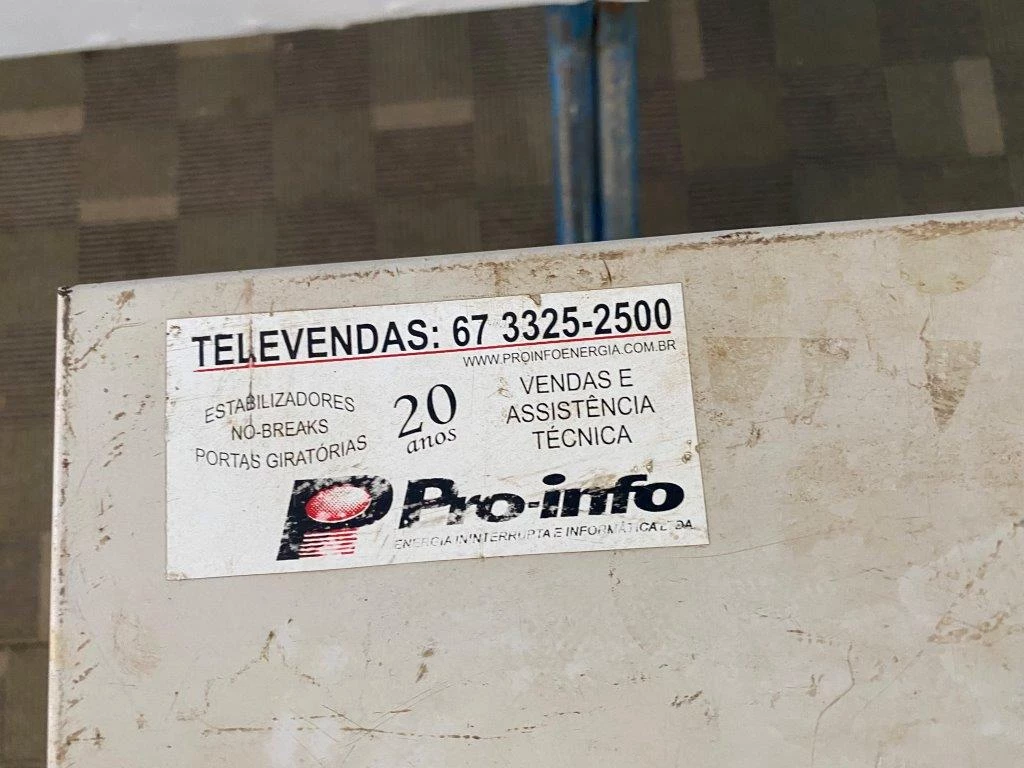 TELEVENDAS: 67 3325-2500
WWW.PROINFOENERGIA.COM.BR
ESTABILIZADORES
NO-BREAKS
PORTAS GIRATÓRIAS
20
anos
VENDAS E
ASSISTÊNCIA
TÉCNICA
Pro-info
ENERGIA ININTERRUPTA E INFORMÁTICA LTDA